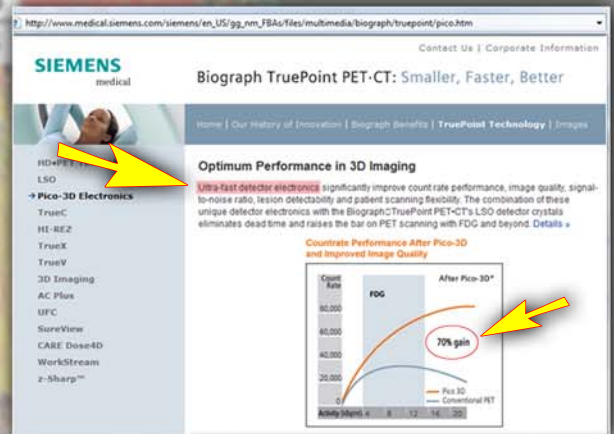 http://www.medical.siemens.com/siemens/en_US/gg_nm_FBAs/files/multimedia/biograph/truepoint/pico.htm
Contact Us | Corporate Information
SIEMENS
medical
Biograph TruePoint PET·CT: Smaller, Faster, Better
Home | Our History of Innovation | Biograph Benefits | TruePoint Technology | Images
HD•PET
LSO
Pico-3D Electronics
TrueC
HI-REZ
TrueX
TrueV
3D Imaging
AC Plus
UFC
SureView
CARE Dose4D
WorkStream
z-Sharp™
Optimum Performance in 3D Imaging
Ultra-fast detector electronics significantly improve count rate performance, image quality, signal-
to-noise ratio, lesion detectability and patient scanning flexibility. The combination of these
unique detector electronics with the Biograph TruePoint PET•CT's LSO detector crystals
eliminates dead time and raises the bar on PET scanning with FDG and beyond. Details »
Countrate Performance After Pico-3D
and Improved Image Quality
Count
Rate
After Pico-3D*
FDG
80,000
60,000
70% gain
40,000
20,000
0
Pico 3D
Conventional PET
Activity (kbq/ml) 4 8 12 16 20